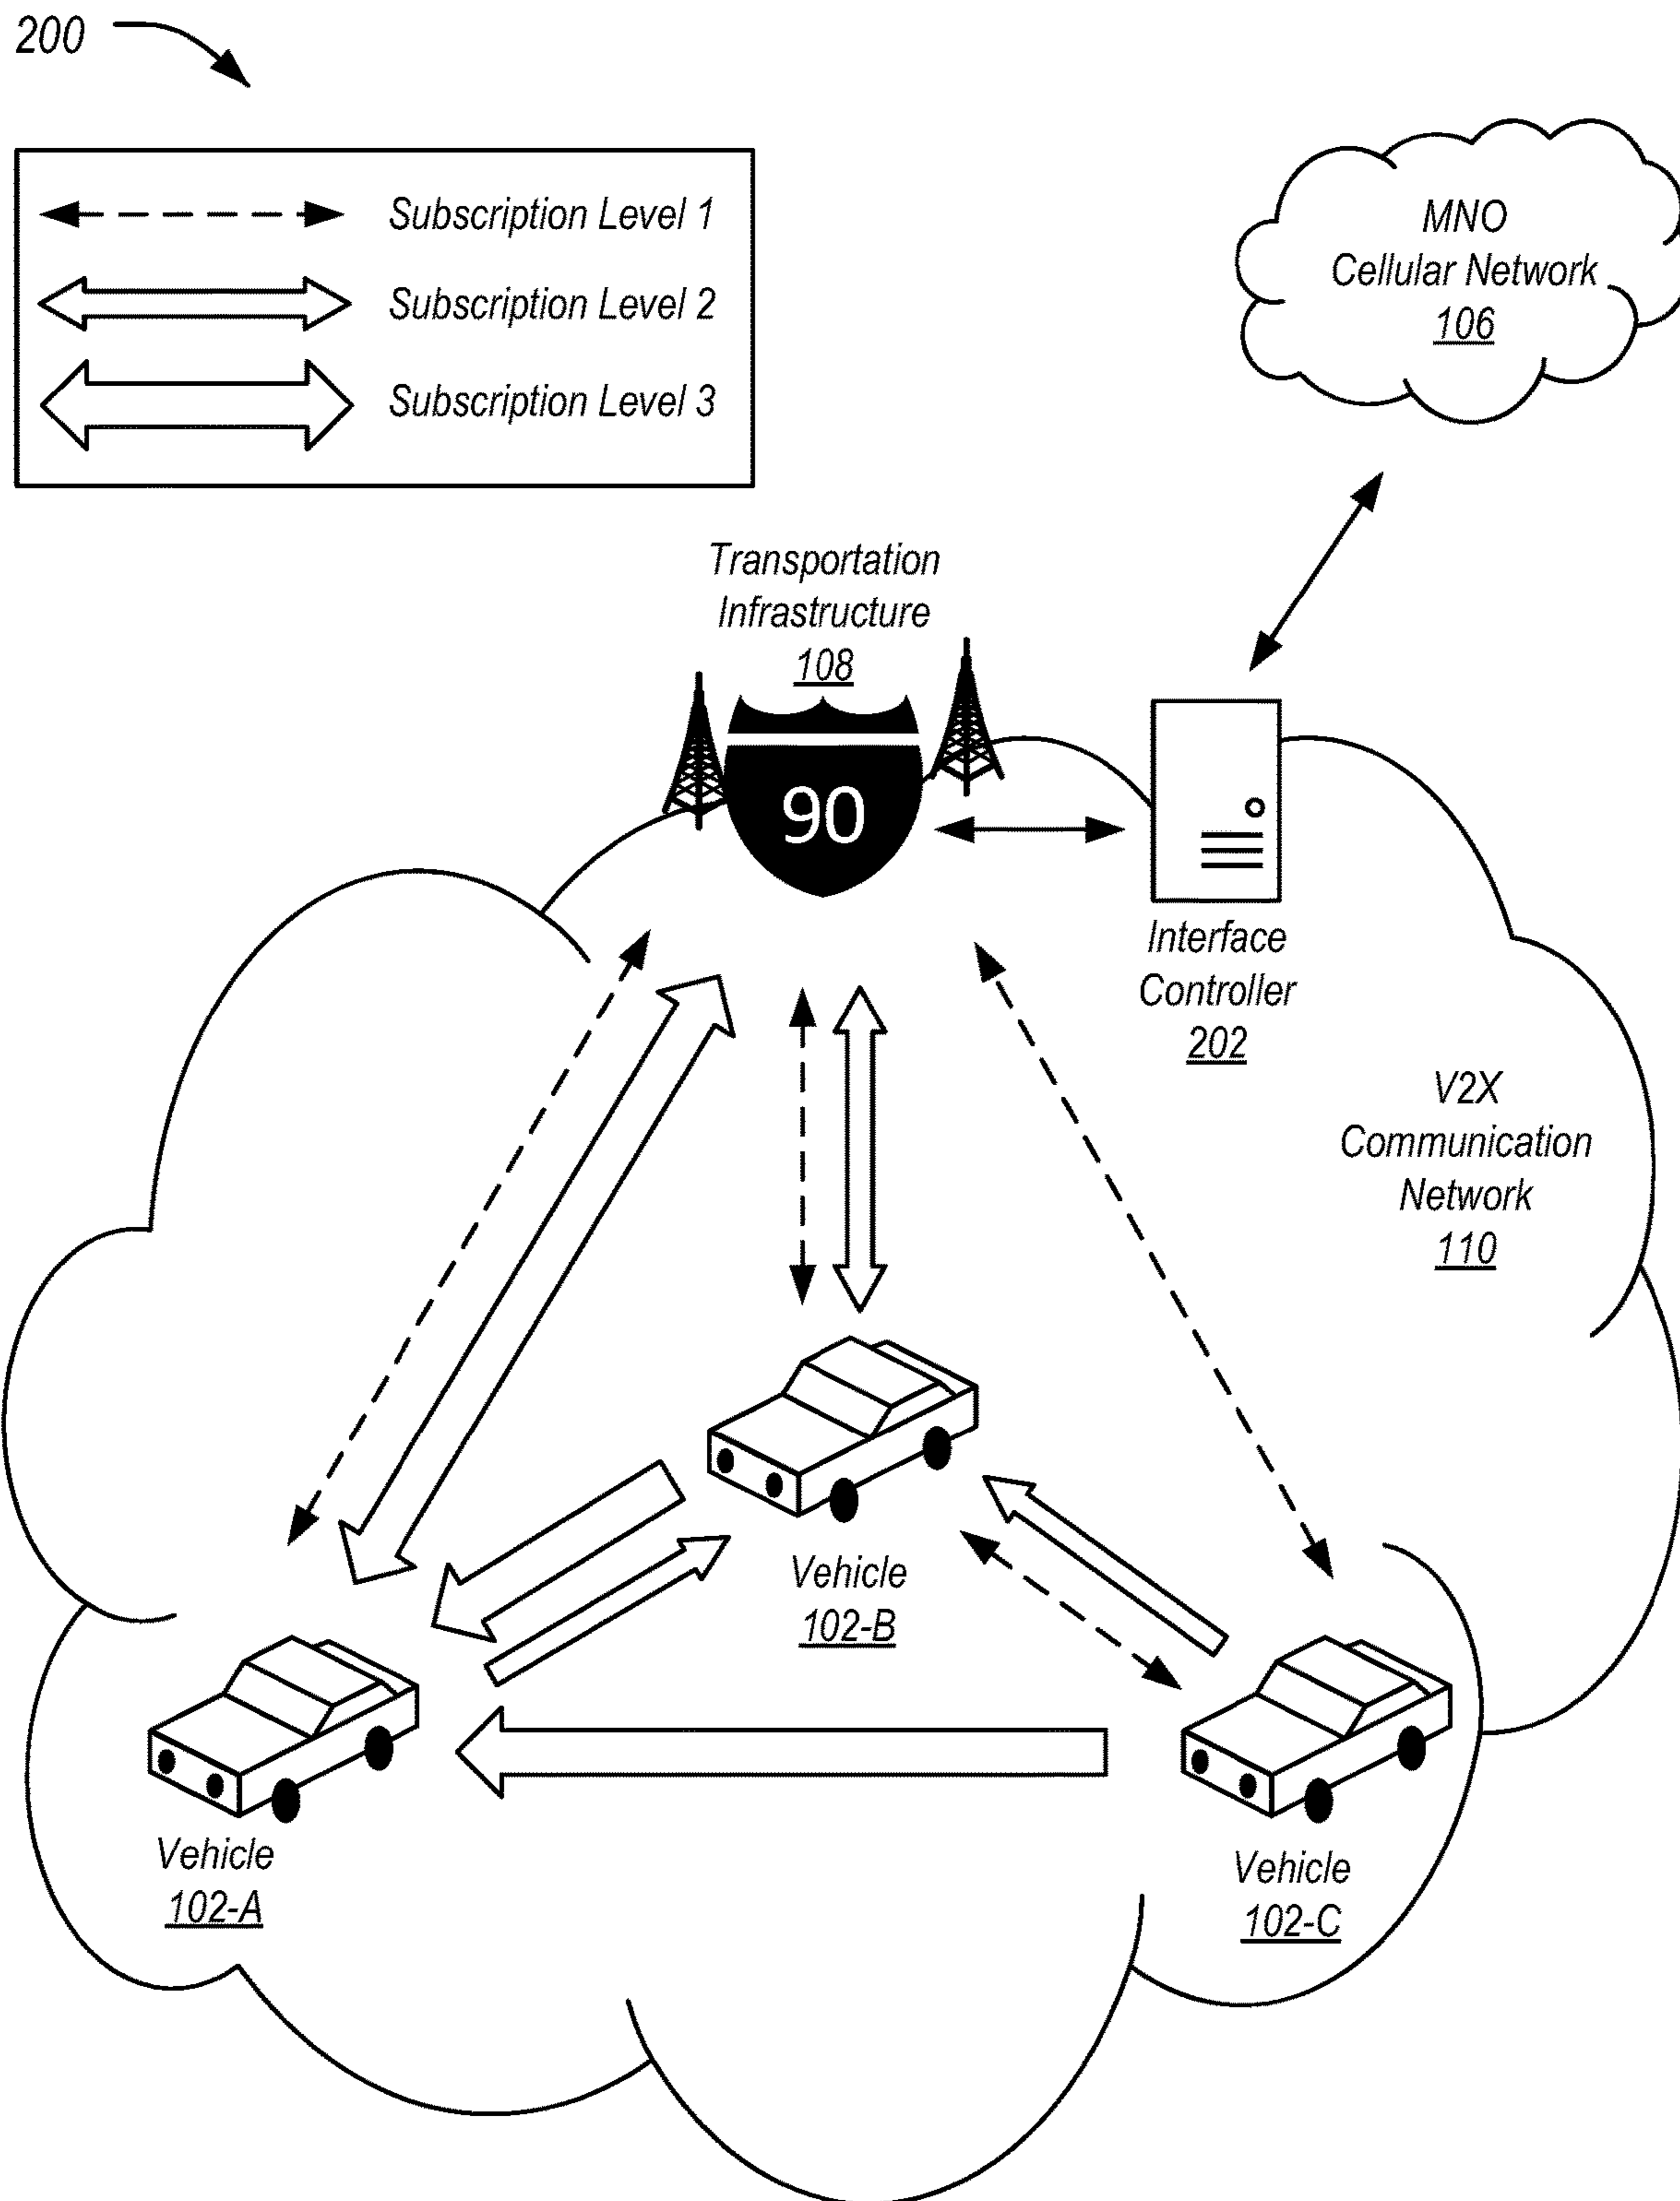 200
Subscription Level 1
Subscription Level 2
Subscription Level 3
MNO
Cellular Network
106
Transportation
Infrastructure
108
90
Interface
Controller
202
V2X
Communication
Network
110
Vehicle
102-B
Vehicle
102-A
Vehicle
102-C